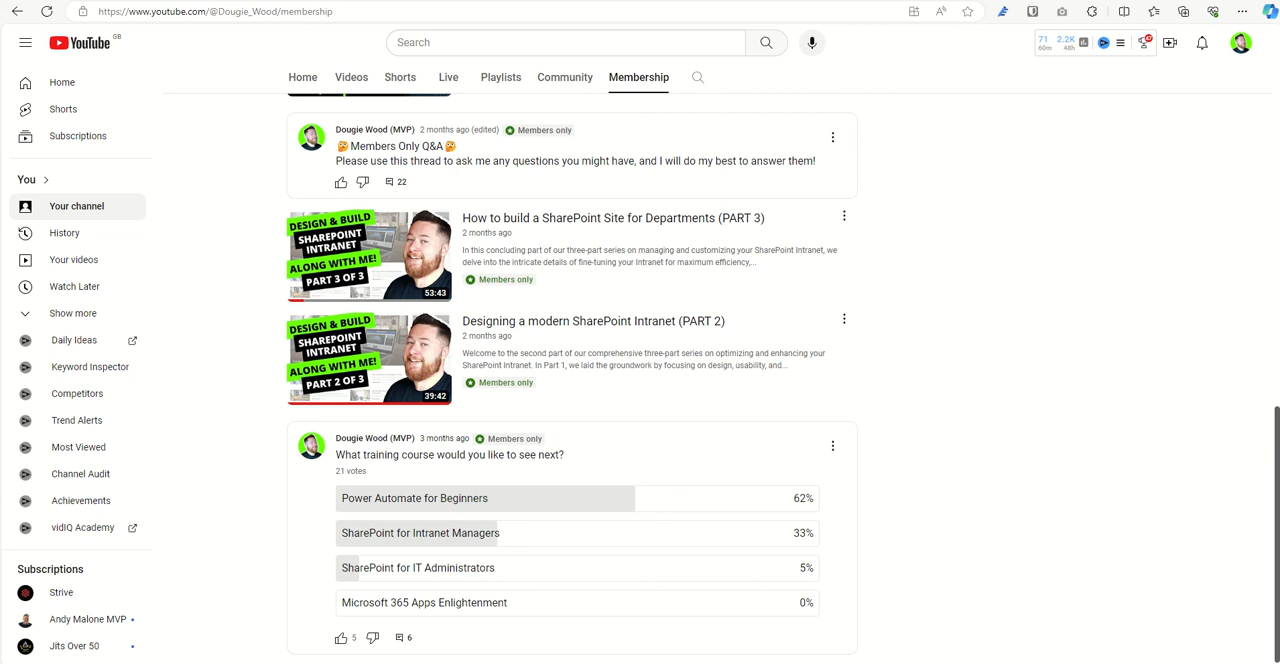 https://www.youtube.com/@Dougie_Wood/membership
YouTube GB
Search
71 60m 2.2K 48h
47
Home Videos Shorts Live Playlists Community Membership
Home
Shorts
Subscriptions
You
Your channel
History
Your videos
Watch Later
Show more
Daily Ideas
Keyword Inspector
Competitors
Trend Alerts
Most Viewed
Channel Audit
Achievements
vidIQ Academy
Subscriptions
Strive
Andy Malone MVP
Jits Over 50
Dougie Wood (MVP) 2 months ago (edited) Members only
🤔Members Only Q&A🤔
Please use this thread to ask me any questions you might have, and I will do my best to answer them!
22
DESIGN & BUILD
SHAREPOINT
INTRANET
ALONG WITH ME!
PART 3 OF 3
53:43
How to build a SharePoint Site for Departments (PART 3)
2 months ago
In this concluding part of our three-part series on managing and customizing your SharePoint Intranet, we
delve into the intricate details of fine-tuning your Intranet for maximum efficiency,...
Members only
DESIGN & BUILD
SHAREPOINT
INTRANET
ALONG WITH ME!
PART 2 OF 3
39:42
Designing a modern SharePoint Intranet (PART 2)
2 months ago
Welcome to the second part of our comprehensive three-part series on optimizing and enhancing your
SharePoint Intranet. In Part 1, we laid the groundwork by focusing on design, usability, and...
Members only
Dougie Wood (MVP) 3 months ago Members only
What training course would you like to see next?
21 votes
Power Automate for Beginners 62%
SharePoint for Intranet Managers 33%
SharePoint for IT Administrators 5%
Microsoft 365 Apps Enlightenment 0%
5 6